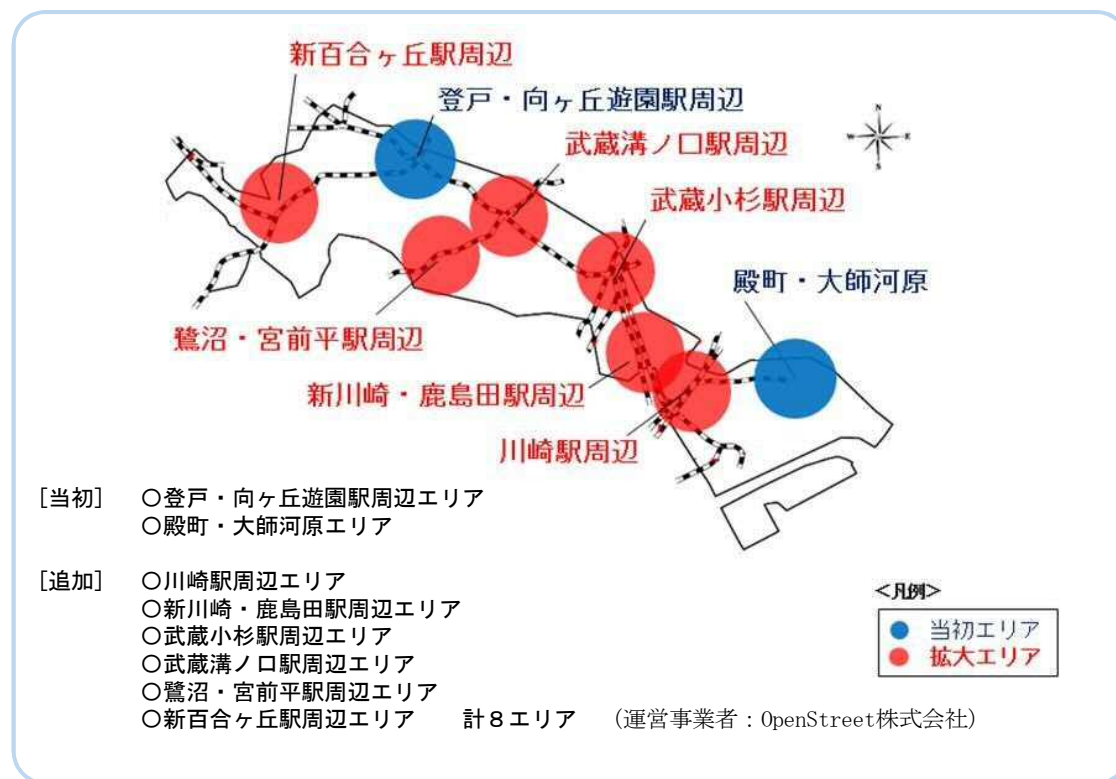 新百合ヶ丘駅周辺
登戸・向ヶ丘遊園駅周辺
武蔵溝ノ口駅周辺
武蔵小杉駅周辺
殿町・大師河原
鷺沼・宮前平駅周辺
新川崎・鹿島田駅周辺
川崎駅周辺
N
W
E
S
[当初] ○登戸・向ヶ丘遊園駅周辺エリア
○殿町・大師河原エリア
[追加] ○川崎駅周辺エリア
○新川崎・鹿島田駅周辺エリア
○武蔵小杉駅周辺エリア
○武蔵溝ノ口駅周辺エリア
○鷺沼・宮前平駅周辺エリア
○新百合ヶ丘駅周辺エリア 計８エリア （運営事業者：OpenStreet株式会社）
＜凡例＞
当初エリア
拡大エリア